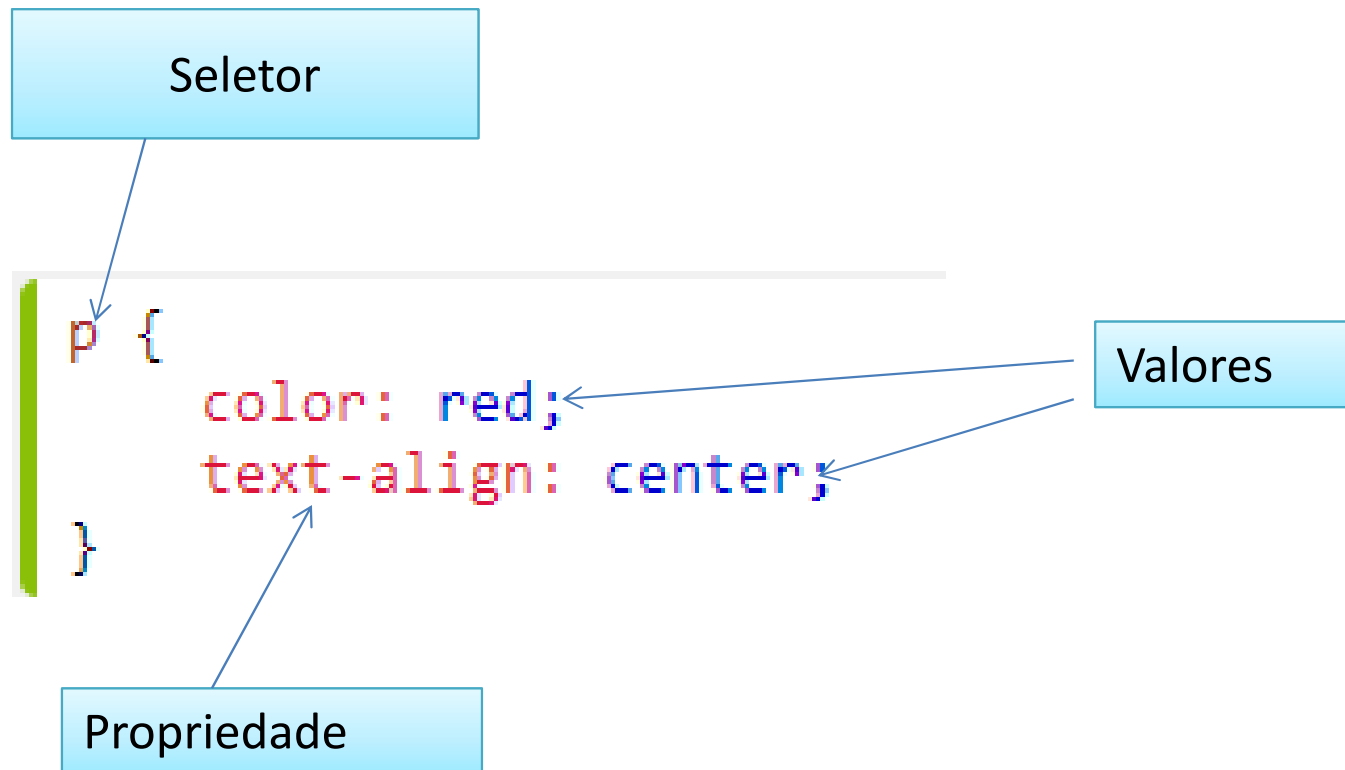 Seletor
p {
color: red;
Valores
text-align: center;
}
Propriedade